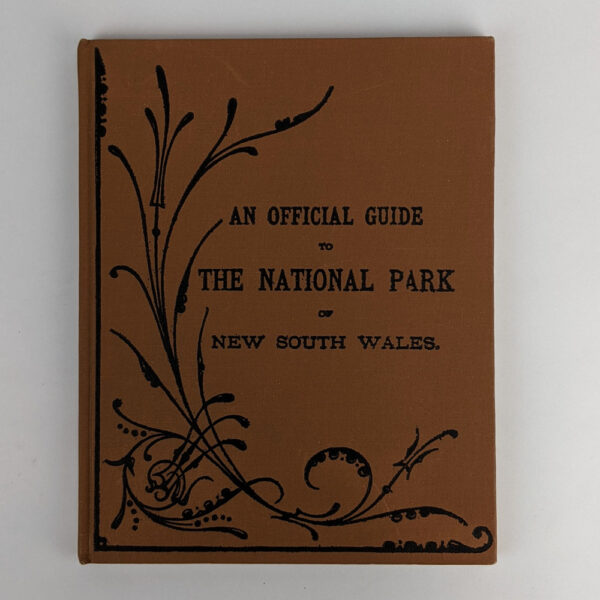 AN OFFICIAL GUIDE
TO
THE NATIONAL PARK
OF
NEW SOUTH WALES.